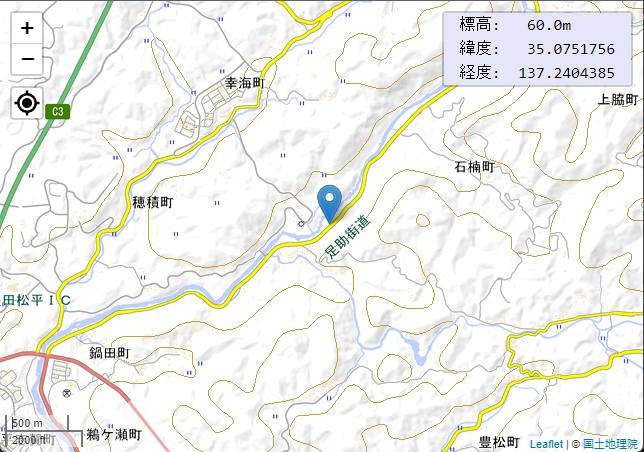 +
−
標高: 60.0m
緯度: 35.0751756
経度: 137.2404385
幸海町
上脇町
C3
石楠町
穂積町
足助街道
田松平IC
鍋田町
500 m
2000 ft
鵜ケ瀬町
豊松町
Leaflet | © 国土地理院